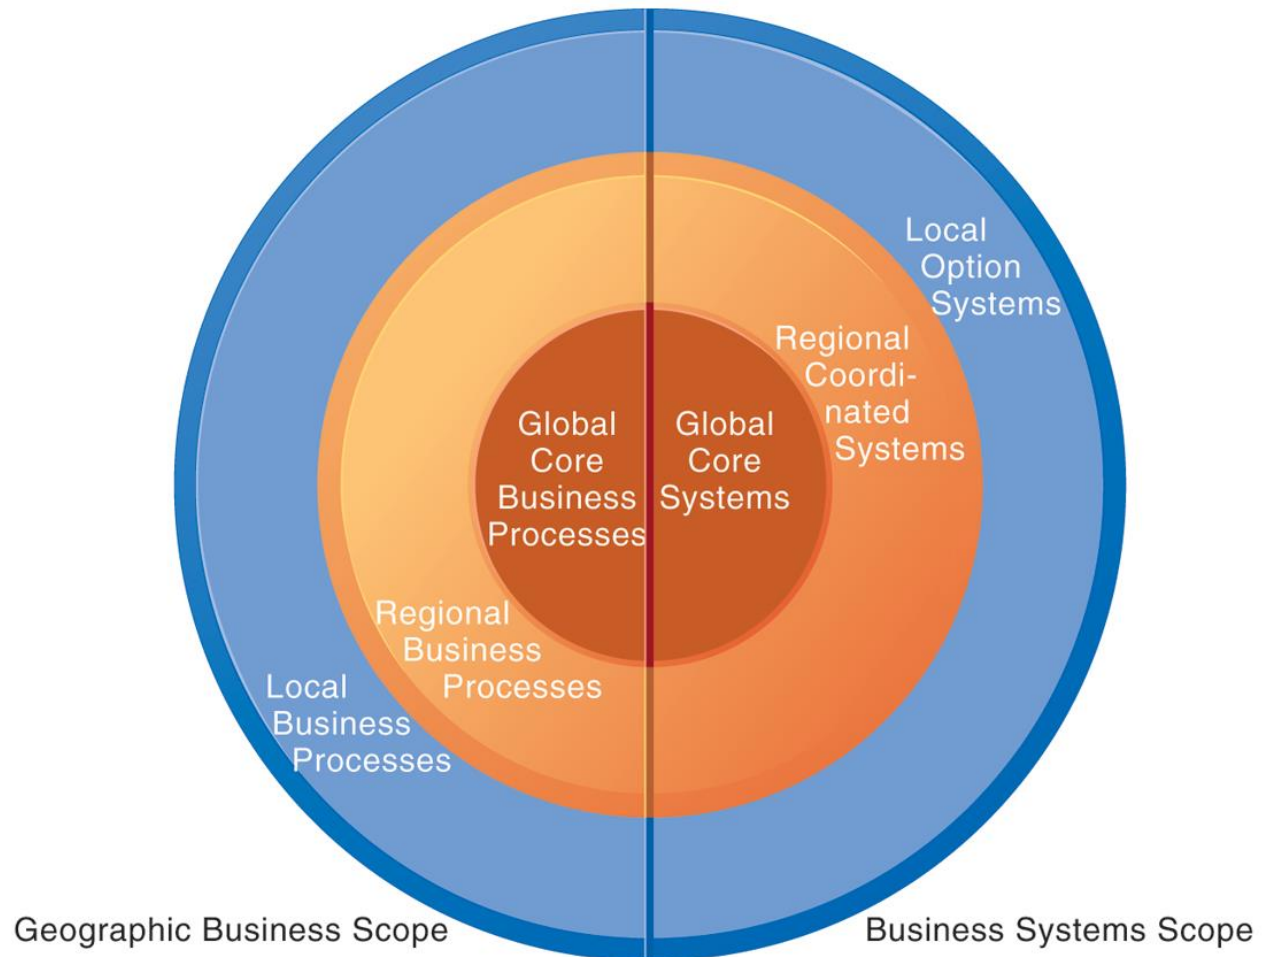 Local
Option
Systems
Regional
Coordi-
nated
Systems
Global
Core
Business
Processes
Global
Core
Systems
Regional
Business
Processes
Local
Business
Processes
Geographic Business Scope
Business Systems Scope